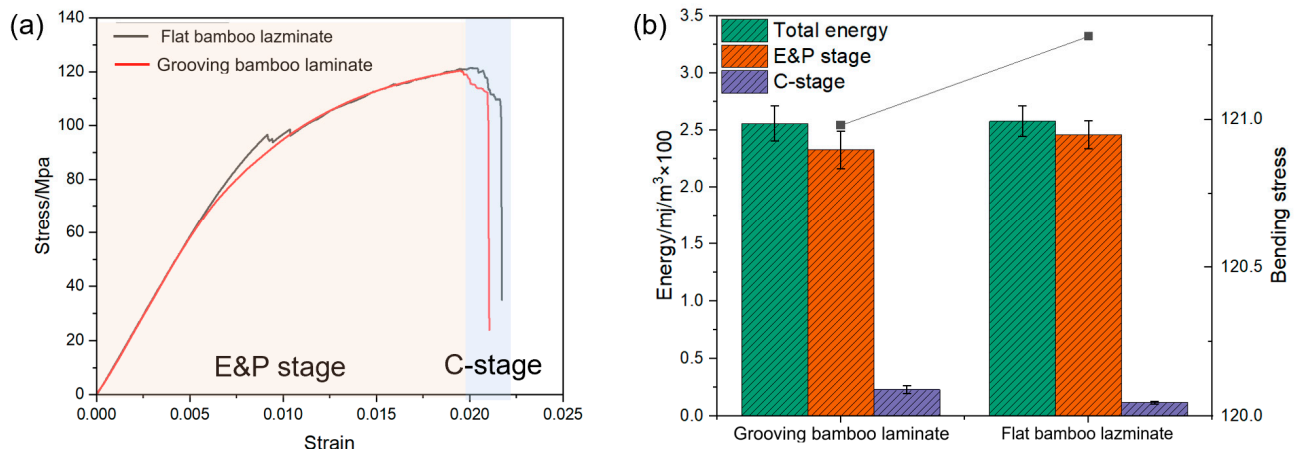 (a)
140
120
100
80
60
40
20
0
Stress/Mpa
Flat bamboo lazminate
Grooving bamboo laminate
E&P stage
C-stage
0.000
0.005
0.010
0.015
0.020
0.025
Strain
(b)
3.5
3.0
2.5
2.0
1.5
1.0
0.5
0.0
Energy/mj/m³×100
Total energy
E&P stage
C-stage
121.0
120.5
120.0
Bending stress
Grooving bamboo laminate
Flat bamboo lazminate